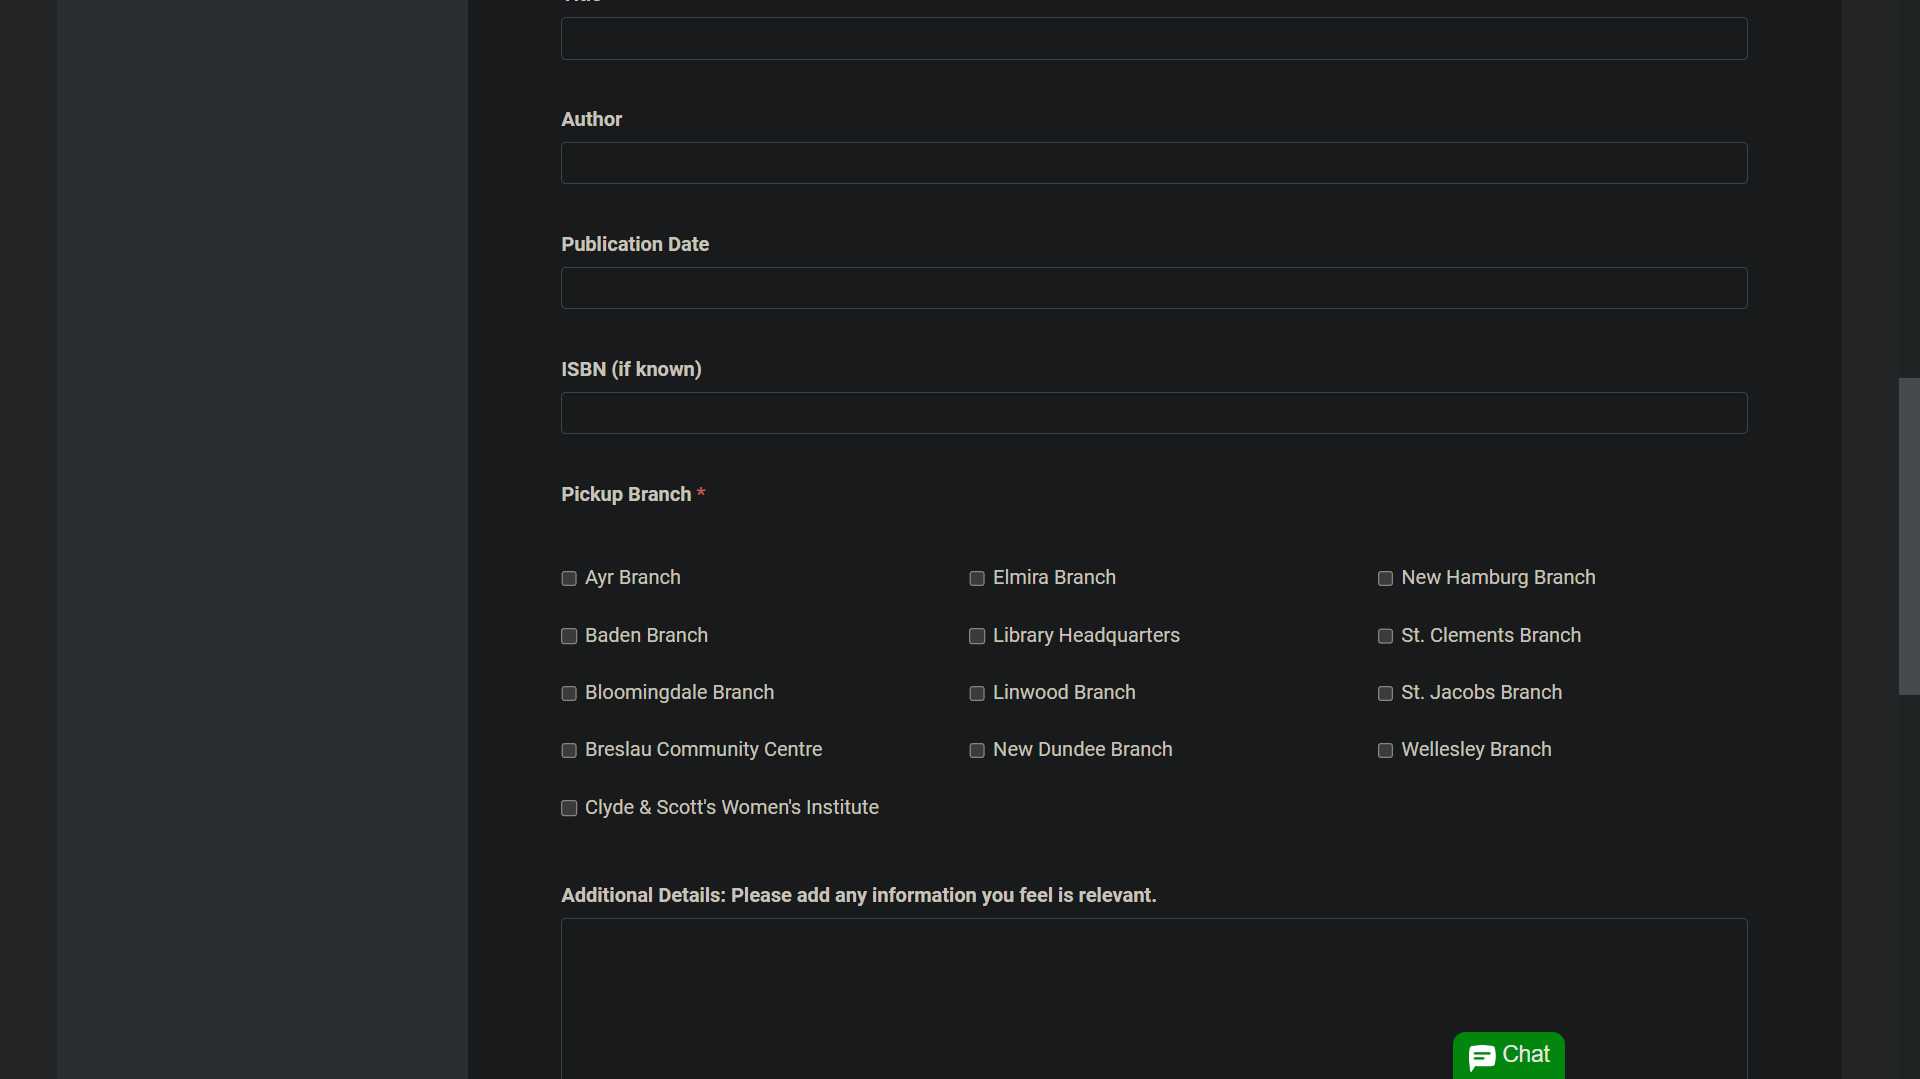 Author
Publication Date
ISBN (if known)
Pickup Branch *
Ayr Branch
Elmira Branch
New Hamburg Branch
Baden Branch
Library Headquarters
St. Clements Branch
Bloomingdale Branch
Linwood Branch
St. Jacobs Branch
Breslau Community Centre
New Dundee Branch
Wellesley Branch
Clyde & Scott's Women's Institute
Additional Details: Please add any information you feel is relevant.
Chat